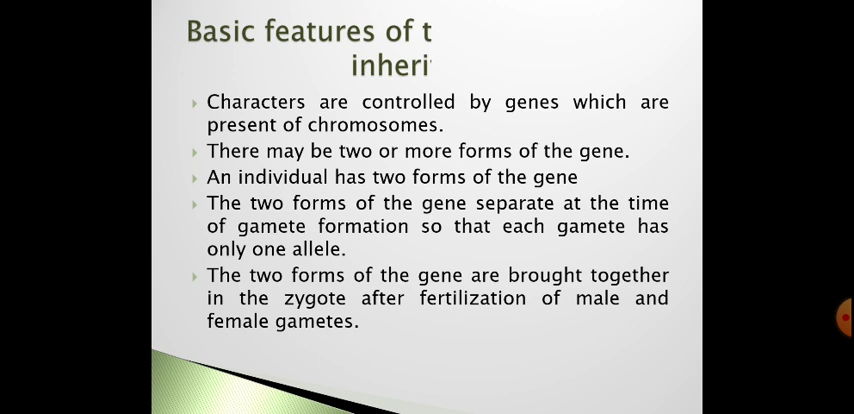 Basic features of t
inheri
Characters are controlled by genes which are
present of chromosomes.
There may be two or more forms of the gene.
An individual has two forms of the gene
The two forms of the gene separate at the time
of gamete formation so that each gamete has
only one allele.
The two forms of the gene are brought together
in the zygote after fertilization of male and
female gametes.